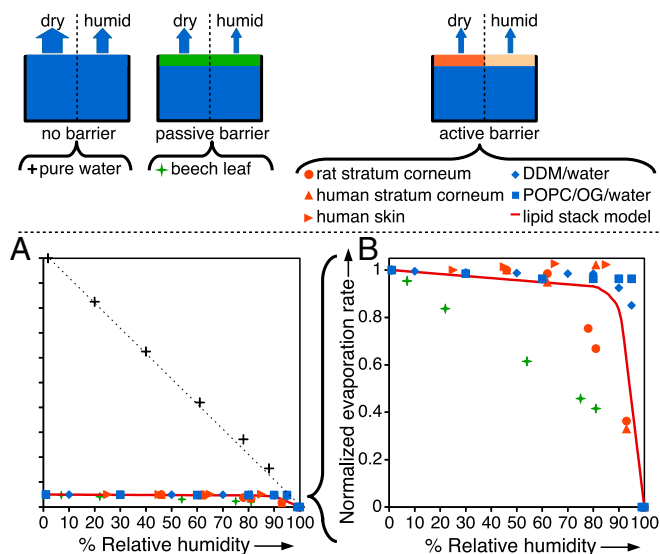 dry humid dry humid dry humid
no barrier passive barrier active barrier
pure water beech leaf
rat stratum corneum DDM/water
human stratum corneum POPC/OG/water
human skin lipid stack model
A B
Normalized evaporation rate
1
0.8
0.6
0.4
0.2
0
0 10 20 30 40 50 60 70 80 90 100
0 10 20 30 40 50 60 70 80 90 100
% Relative humidity % Relative humidity